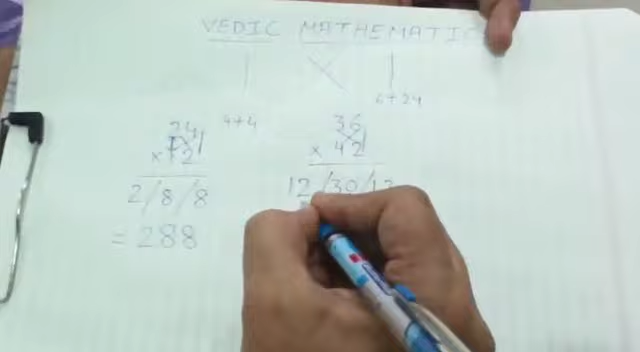 VEDIC MATHEMATIC
| X |
4+4 6+24
24 36
×12 × 42
2/8/8 12/30/12
= 288